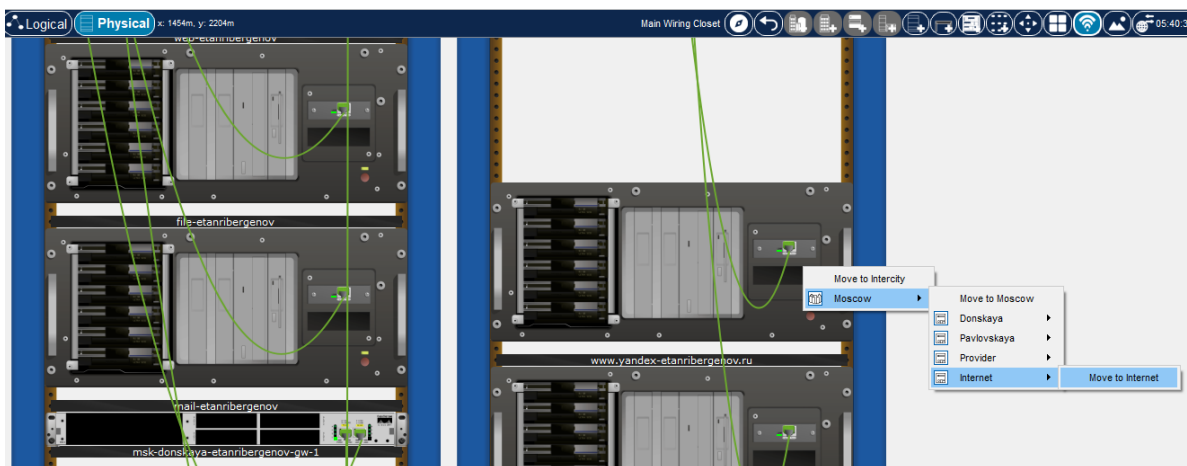 Logical Physical x: 1454m, y: 2204m Main Wiring Closet 05:40:3
web-etanribergenov
file-etanribergenov
Move to Intercity
Moscow Move to Moscow
Donskaya
Pavlovskaya
www.yandex-etanribergenov.ru Provider
Internet Move to Internet
mail-etanribergenov
msk-donskaya-etanribergenov-gw-1